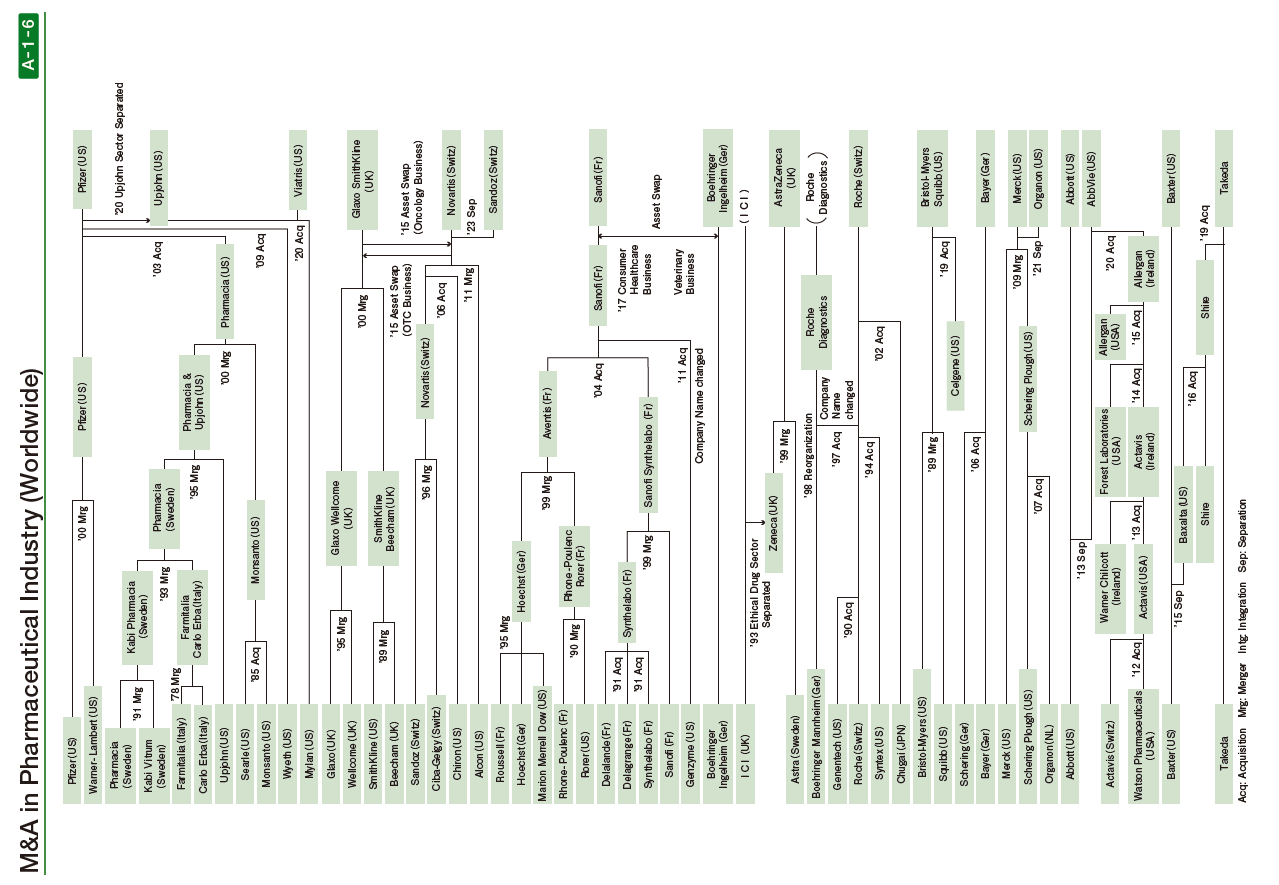 A-1-6
M&A in Pharmaceutical Industry (Worldwide)
Pfizer (US)
Warner- Lambert (US)
Pharmacia
(Sweden)
Kabi Vitrum
(Sweden)
Farmitalia (Italy)
Carlo Erba (Italy)
Upjohn (US)
Searle (US)
Monsanto (US)
Wyeth (US)
Mylan (US)
Glaxo (UK)
Wellcome (UK)
SmithKline (US)
Beecham (UK)
Sandoz (Switz)
Ciba-Geigy (Switz)
Chiron (US)
Alcon (US)
Roussell (Fr)
Hoechst (Ger)
Marion Merrell Dow (US)
Rhone- Poulenc (Fr)
Rorer (US)
Delalande (Fr)
Delagrange (Fr)
Synthelabo (Fr)
Sanofi (Fr)
Genzyme (US)
Boehringer
Ingelheim (Ger)
ICI (UK)
Astra (Sweden)
Boehringer Mannheim (Ger)
Genentech (US)
Roche (Switz)
Syntex (US)
Chugai (JPN)
Bristol-Myers (US)
Squibb (US)
Schering (Ger)
Bayer (Ger)
Merck (US)
Schering Plough (US)
Organon (NL)
Abbott (US)
Actavis (Switz)
Watson Pharmaceuticals
(USA)
Baxter (US)
Takeda
'00 Mrg
'91 Mrg
Kabi Pharmacia
(Sweden)
'78 Mrg
Farmitalia
Carlo Erba (Italy)
'93 Mrg
Pharmacia
(Sweden)
'95 Mrg
Pharmacia &
Upjohn (US)
'85 Acq
Monsanto (US)
'00 Mrg
Pharmacia (US)
Pfizer (US)
'03 Acq
'09 Acq
'20 Acq
'20 Upjohn Sector Separated
Pfizer (US)
Upjohn (US)
Viatris (US)
'95 Mrg
Glaxo Wellcome
(UK)
'89 Mrg
SmithKline
Beecham (UK)
'00 Mrg
'15 Asset Swap
(OTC Business)
'15 Asset Swap
(Oncology Business)
Glaxo SmithKline
(UK)
'96 Mrg
Novartis (Switz)
'06 Acq
'11 Mrg
'23 Sep
Novartis (Switz)
Sandoz (Switz)
'95 Mrg
Hoechst (Ger)
'90 Mrg
Rhone-Poulenc
Rorer (Fr)
'99 Mrg
Aventis (Fr)
'91 Acq
'91 Acq
Synthelabo (Fr)
'99 Mrg
Sanofi Synthelabo (Fr)
'04 Acq
'11 Acq
Company Name changed
Sanofi (Fr)
'17 Consumer
Healthcare
Business
Veterinary
Business
Asset Swap
Sanofi (Fr)
Boehringer
Ingelheim (Ger)
(ICI)
'93 Ethical Drug Sector
Separated
Zeneca (UK)
'99 Mrg
AstraZeneca
(UK)
'98 Reorganization
'97 Acq
Company
Name
changed
Roche
Diagnostics
( Roche
Diagnostics )
'90 Acq
'94 Acq
'02 Acq
Roche (Switz)
'89 Mrg
Celgene (US)
'19 Acq
Bristol-Myers
Squibb (US)
'06 Acq
Bayer (Ger)
'07 Acq
Schering Plough (US)
'09 Mrg
'21 Sep
Merck (US)
Organon (US)
'13 Sep
Abbott (US)
AbbVie (US)
'12 Acq
Warner Chilcott
(Ireland)
Actavis (USA)
'13 Acq
Forest Laboratories
(USA)
Actavis
(Ireland)
'14 Acq
Allergan
(USA)
'15 Acq
Allergan
(Ireland)
'20 Acq
'15 Sep
Baxalta (US)
Shire
'16 Acq
Shire
'19 Acq
Baxter (US)
Takeda
Acq: Acquisition Mrg: Merger Intg: Integration Sep: Separation